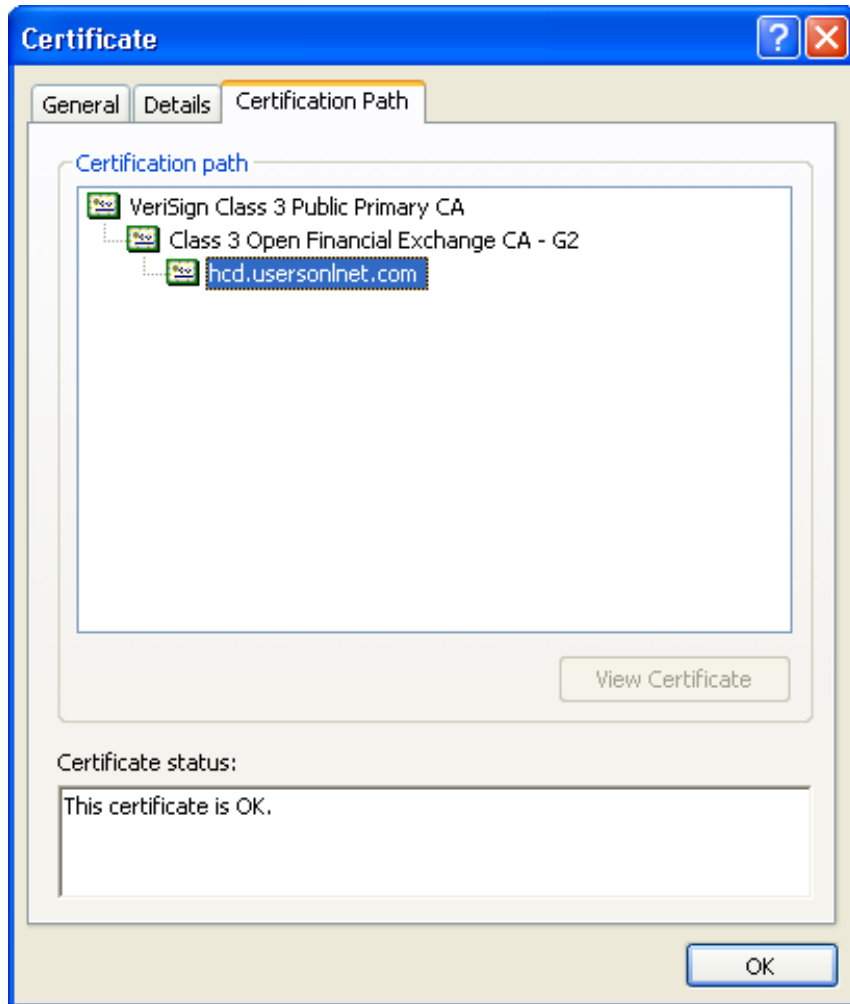 Certificate
General Details Certification Path
Certification path
VeriSign Class 3 Public Primary CA
Class 3 Open Financial Exchange CA - G2
hcd.usersonlnet.com
View Certificate
Certificate status:
This certificate is OK.
OK